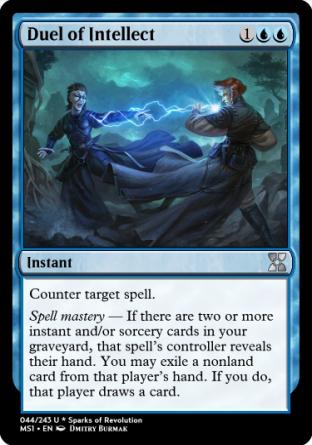 Duel of Intellect 1
Instant
Counter target spell.
Spell mastery — If there are two or more
instant and/or sorcery cards in your
graveyard, that spell's controller reveals
their hand. You may exile a nonland
card from that player's hand. If you do,
that player draws a card.
044/243 U * Sparks of Revolution
MS1 • EN Dmitry Burmak